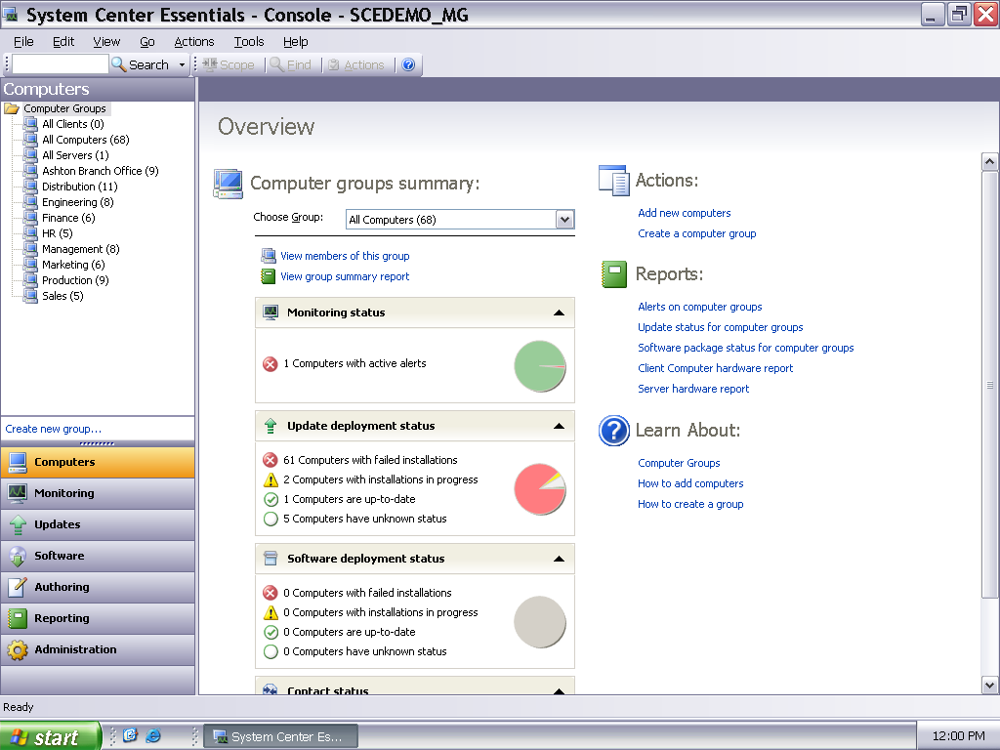 System Center Essentials - Console - SCEDEMO_MG
File Edit View Go Actions Tools Help
Search Scope Find Actions
Computers
Computer Groups
All Clients (0)
All Computers (68)
All Servers (1)
Ashton Branch Office (9)
Distribution (11)
Engineering (8)
Finance (6)
HR (5)
Management (8)
Marketing (6)
Production (9)
Sales (5)
Create new group...
Computers
Monitoring
Updates
Software
Authoring
Reporting
Administration
Overview
Computer groups summary:
Choose Group: All Computers (68)
View members of this group
View group summary report
Monitoring status
1 Computers with active alerts
Update deployment status
61 Computers with failed installations
2 Computers with installations in progress
1 Computers are up-to-date
5 Computers have unknown status
Software deployment status
0 Computers with failed installations
0 Computers with installations in progress
0 Computers are up-to-date
0 Computers have unknown status
Contact status
Actions:
Add new computers
Create a computer group
Reports:
Alerts on computer groups
Update status for computer groups
Software package status for computer groups
Client Computer hardware report
Server hardware report
Learn About:
Computer Groups
How to add computers
How to create a group
Ready
start System Center Es... 12:00 PM